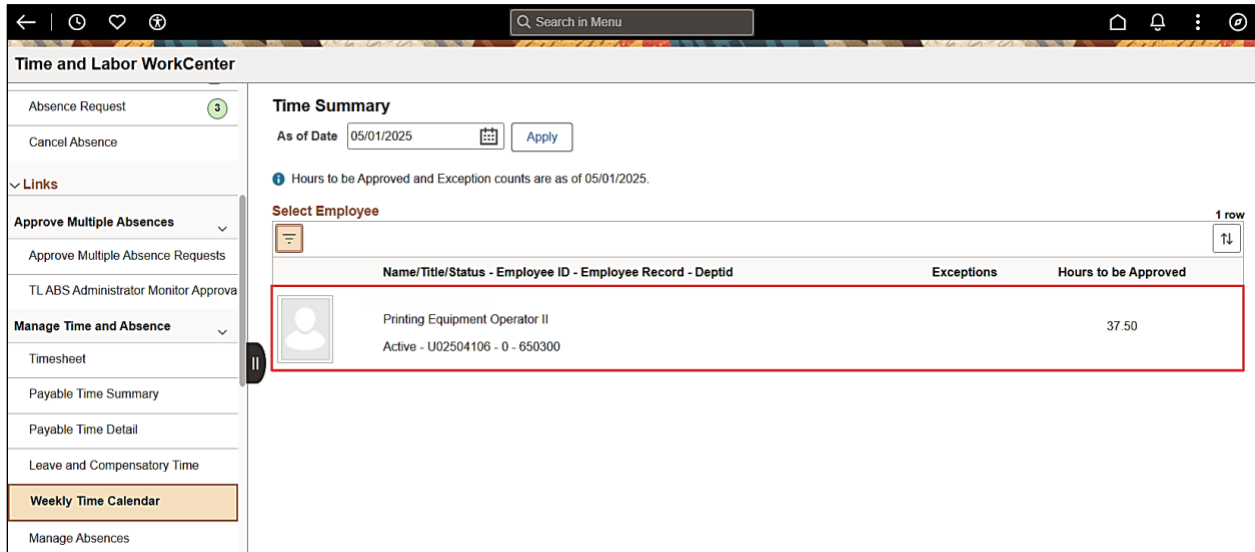 Search in Menu
Time and Labor WorkCenter
Absence Request 3
Cancel Absence
Links
Approve Multiple Absences
Approve Multiple Absence Requests
TL ABS Administrator Monitor Approva
Manage Time and Absence
Timesheet
Payable Time Summary
Payable Time Detail
Leave and Compensatory Time
Weekly Time Calendar
Manage Absences
Time Summary
As of Date 05/01/2025 Apply
Hours to be Approved and Exception counts are as of 05/01/2025.
Select Employee
1 row
Name/Title/Status - Employee ID - Employee Record - Deptid Exceptions Hours to be Approved
Printing Equipment Operator II
37.50
Active - U02504106 - 0 - 650300